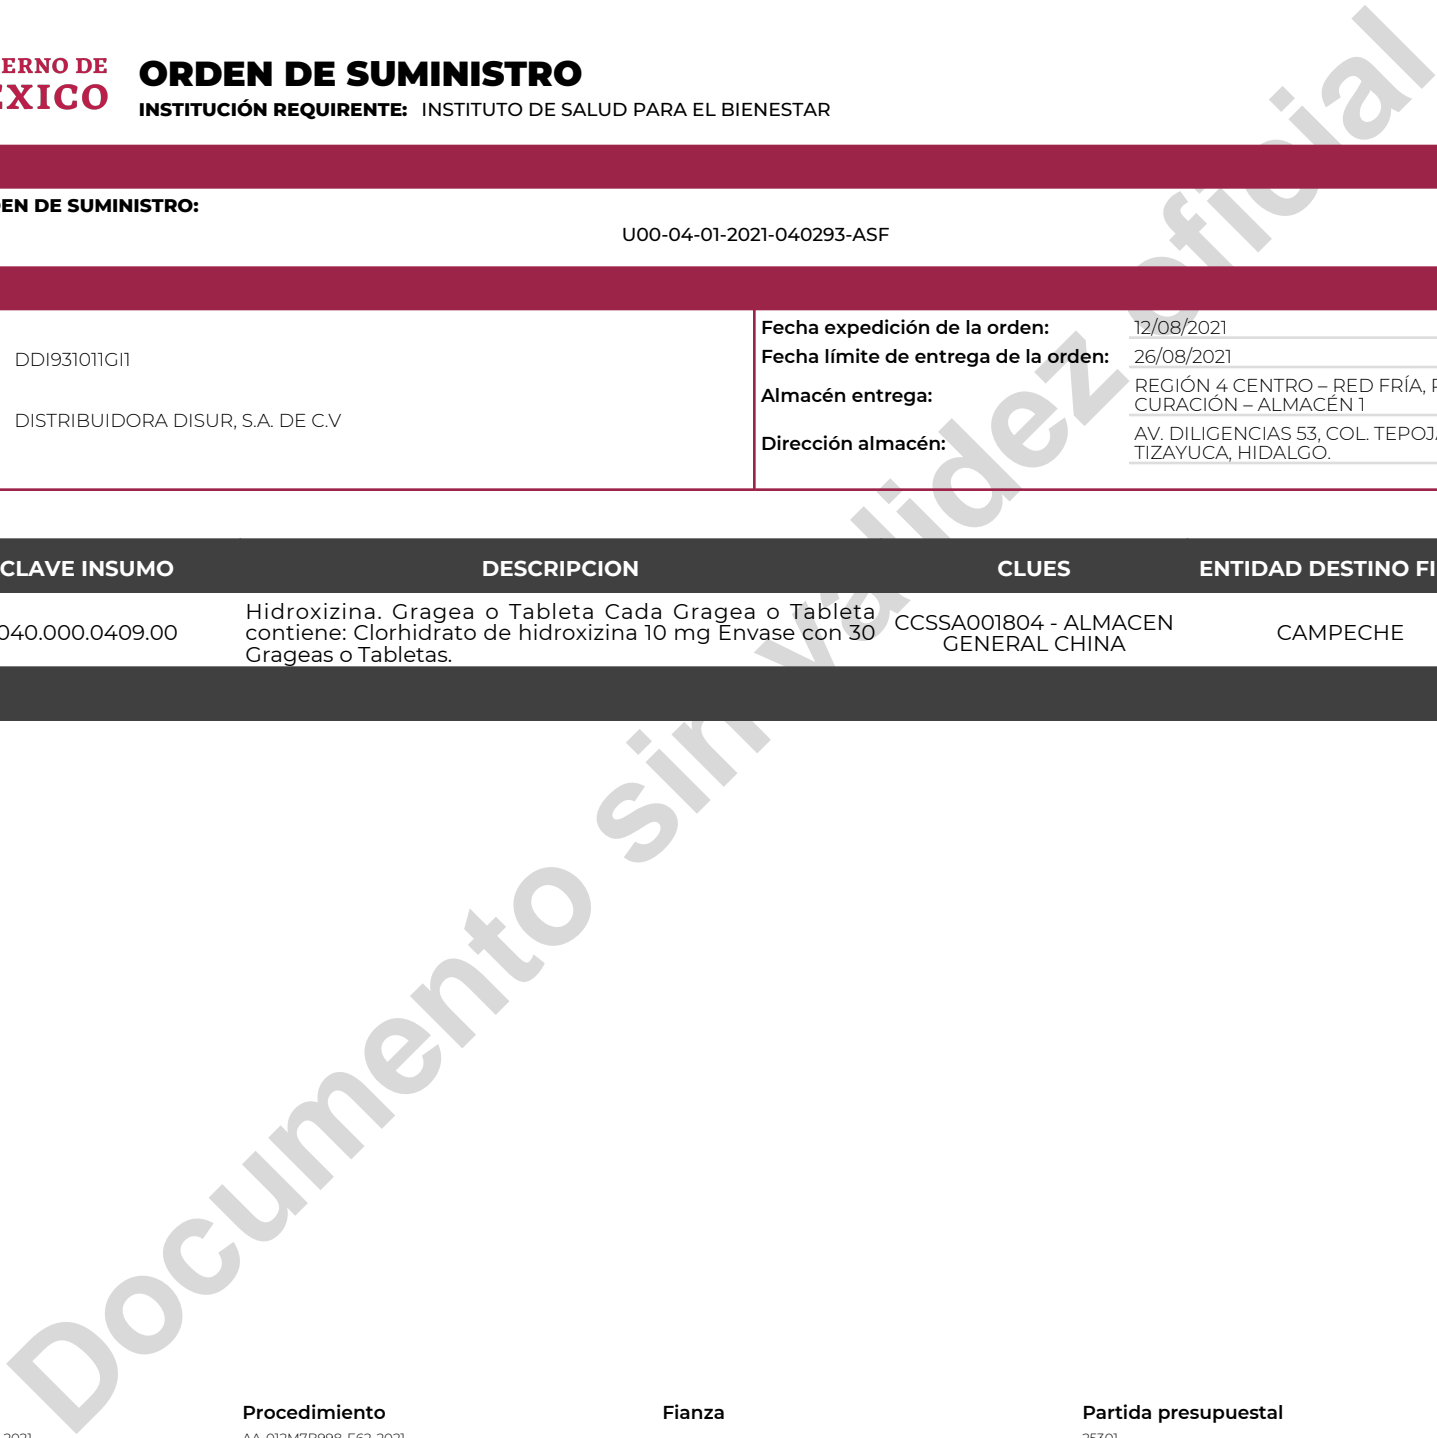 ERNO DE
EXICO
ORDEN DE SUMINISTRO
INSTITUCIÓN REQUIRENTE: INSTITUTO DE SALUD PARA EL BIENESTAR
EN DE SUMINISTRO:
U00-04-01-2021-040293-ASF
DDI931011GI1
DISTRIBUIDORA DISUR, S.A. DE C.V
Fecha expedición de la orden: 12/08/2021
Fecha límite de entrega de la orden: 26/08/2021
Almacén entrega: REGIÓN 4 CENTRO – RED FRÍA,
CURACIÓN – ALMACÉN 1
Dirección almacén: AV. DILIGENCIAS 53, COL. TEPOJ
TIZAYUCA, HIDALGO.
CLAVE INSUMO DESCRIPCION CLUES ENTIDAD DESTINO FI
040.000.0409.00
Hidroxizina. Gragea o Tableta Cada Gragea o Tableta
contiene: Clorhidrato de hidroxizina 10 mg Envase con 30
Grageas o Tabletas.
CCSSA001804 - ALMACEN
GENERAL CHINA
CAMPECHE
Documento sin validez oficial
Procedimiento Fianza Partida presupuestal